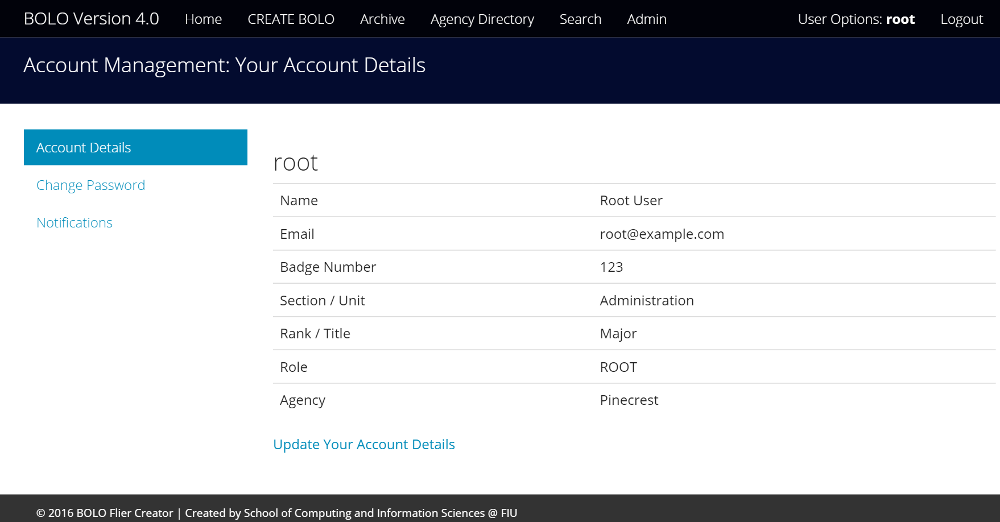 BOLO Version 4.0 Home CREATE BOLO Archive Agency Directory Search Admin User Options: root Logout
Account Management: Your Account Details
Account Details
Change Password
Notifications
root
Name Root User
Email root@example.com
Badge Number 123
Section / Unit Administration
Rank / Title Major
Role ROOT
Agency Pinecrest
Update Your Account Details
© 2016 BOLO Flier Creator | Created by School of Computing and Information Sciences @ FIU